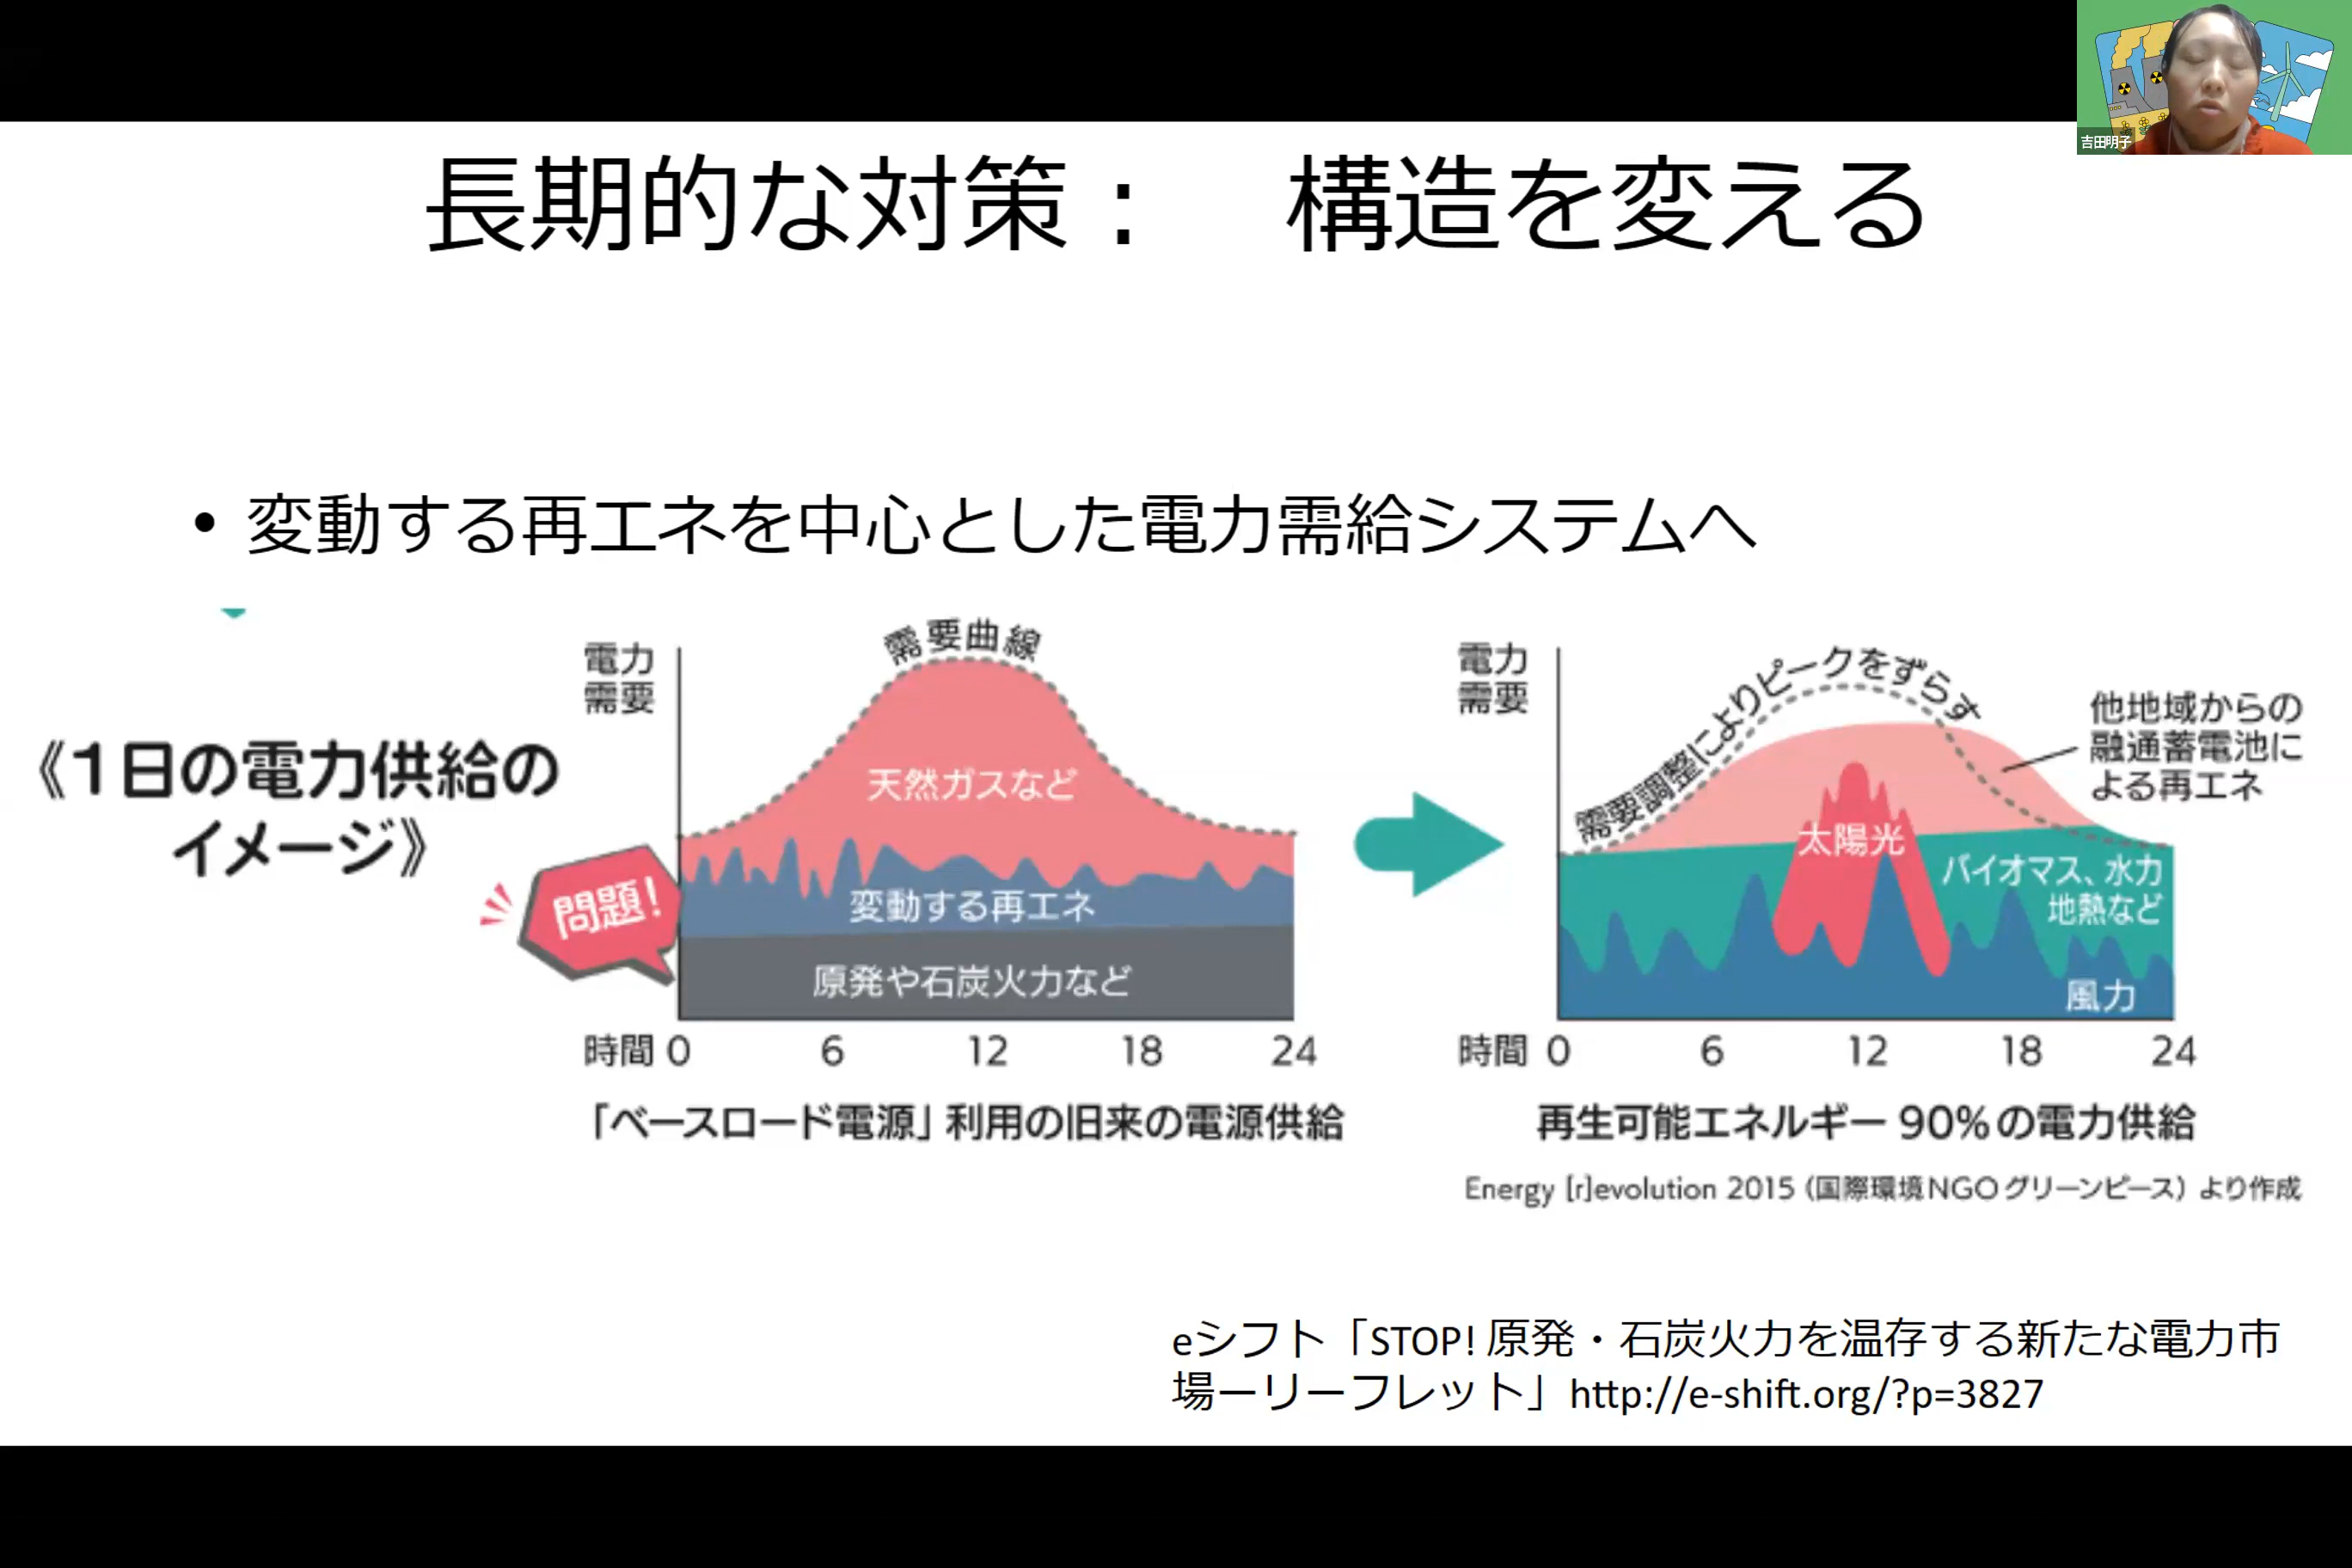 吉田明子
長期的な対策：　構造を変える
• 変動する再エネを中心とした電力需給システムへ
《1日の電力供給の
イメージ》
問題！
電力
需要
需要曲線
天然ガスなど
変動する再エネ
原発や石炭火力など
時間 0 6 12 18 24
「ベースロード電源」利用の旧来の電源供給
電力
需要
需要調整によりピークをずらす
他地域からの
融通蓄電池に
よる再エネ
太陽光
バイオマス、水力
地熱など
風力
時間 0 6 12 18 24
再生可能エネルギー 90%の電力供給
Energy [r]evolution 2015（国際環境NGOグリーンピース）より作成
eシフト「STOP! 原発・石炭火力を温存する新たな電力市
場ーリーフレット」http://e-shift.org/?p=3827